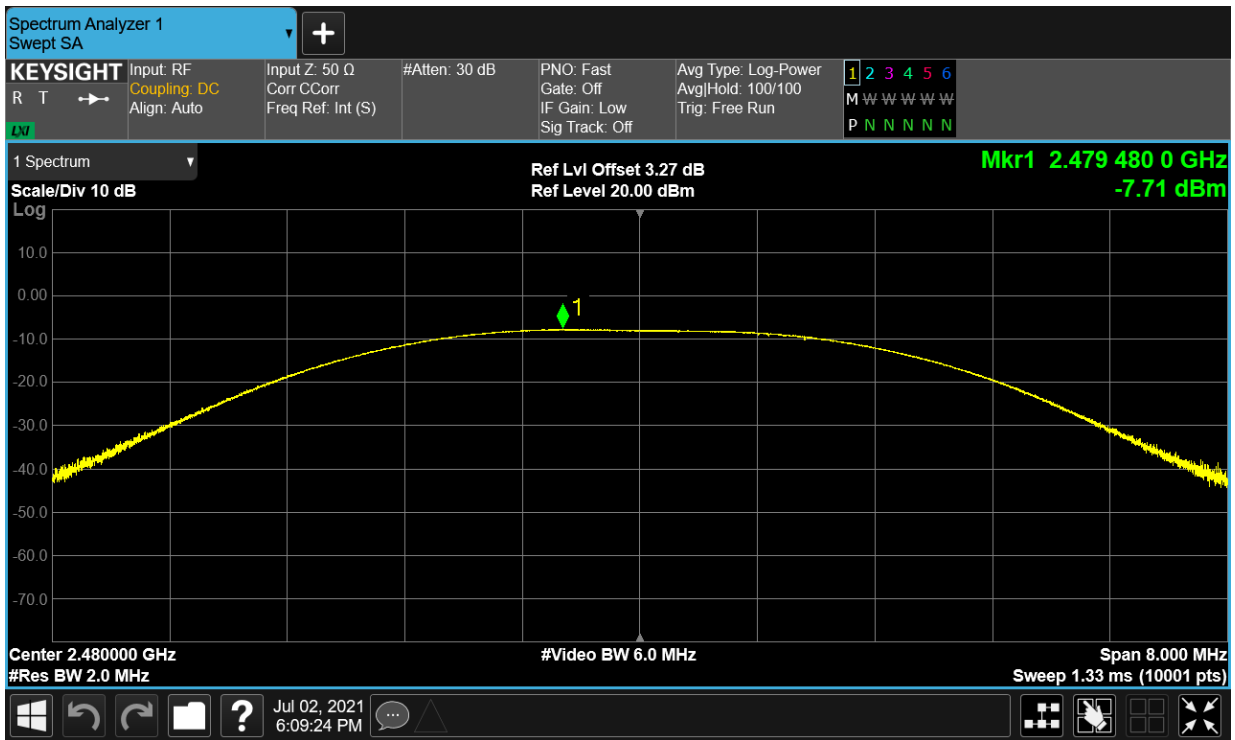 Spectrum Analyzer 1
Swept SA
▼
+
KEYSIGHT
R T
LXI
Input: RF
Coupling: DC
Align: Auto
Input Z: 50 Ω
Corr CCorr
Freq Ref: Int (S)
#Atten: 30 dB
PNO: Fast
Gate: Off
IF Gain: Low
Sig Track: Off
Avg Type: Log-Power
Avg|Hold: 100/100
Trig: Free Run
1 2 3 4 5 6
M W W W W W
P N N N N N
1 Spectrum ▼
Scale/Div 10 dB
Log
Ref Lvl Offset 3.27 dB
Ref Level 20.00 dBm
Mkr1 2.479 480 0 GHz
-7.71 dBm
10.0
0.00
1
-10.0
-20.0
-30.0
-40.0
-50.0
-60.0
-70.0
Center 2.480000 GHz
#Res BW 2.0 MHz
#Video BW 6.0 MHz
Span 8.000 MHz
Sweep 1.33 ms (10001 pts)
?
Jul 02, 2021
6:09:24 PM